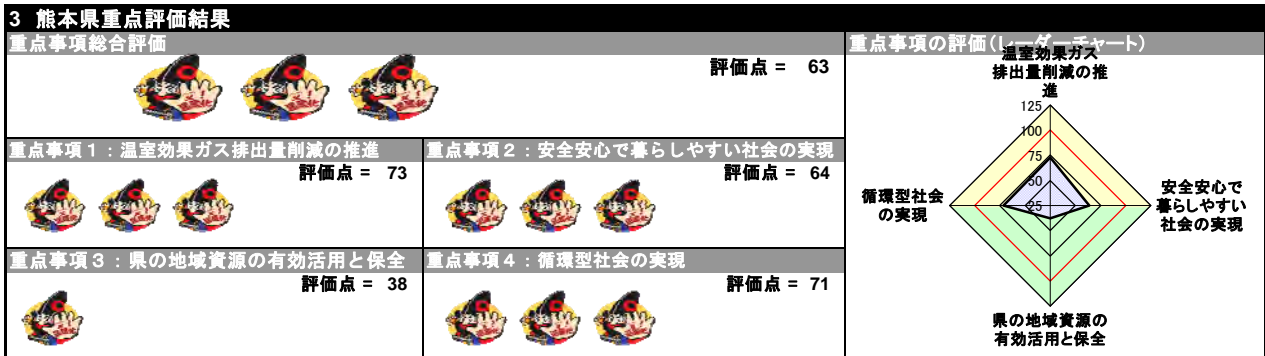 3 熊本県重点評価結果
重点事項総合評価
評価点 = 63
重点事項1：温室効果ガス排出量削減の推進
評価点 = 73
重点事項2：安全安心で暮らしやすい社会の実現
評価点 = 64
重点事項3：県の地域資源の有効活用と保全
評価点 = 38
重点事項4：循環型社会の実現
評価点 = 71
重点事項の評価(レーダーチャート)
温室効果ガス
排出量削減の推
進
125
100
75
50
25
循環型社会
の実現
安全安心で
暮らしやすい
社会の実現
県の地域資源の
有効活用と保全